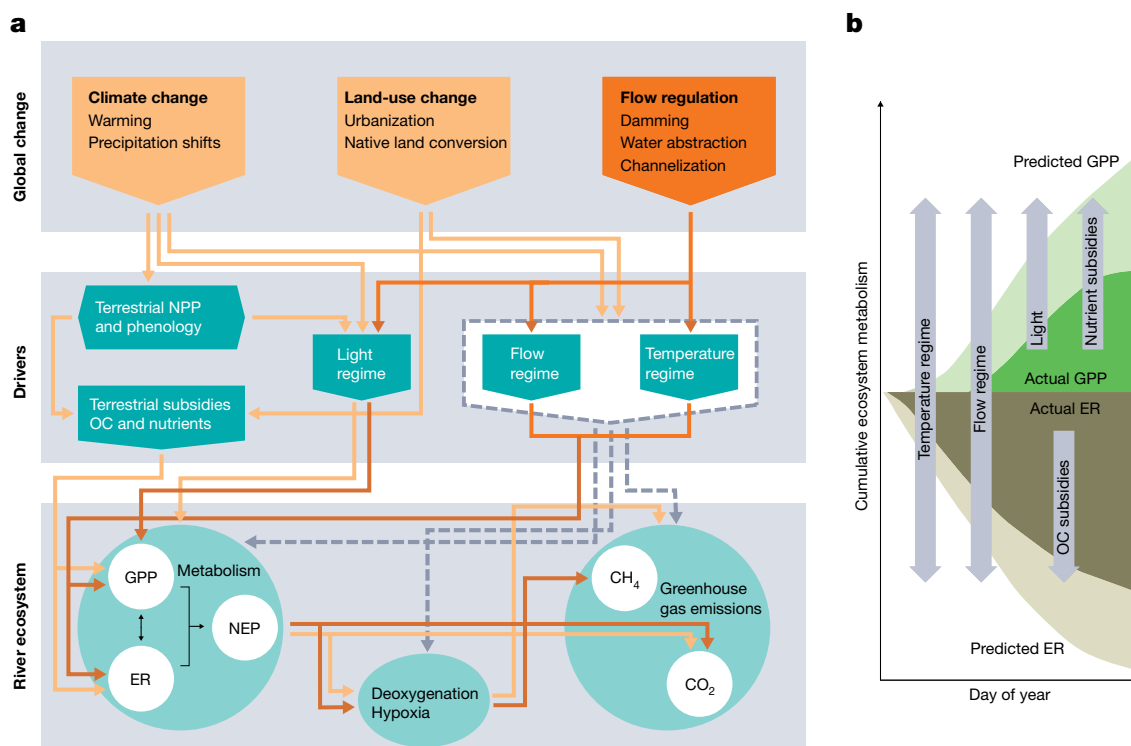 a
Global change
Climate change
Warming
Precipitation shifts
Land-use change
Urbanization
Native land conversion
Flow regulation
Damming
Water abstraction
Channelization
Drivers
Terrestrial NPP
and phenology
Terrestrial subsidies
OC and nutrients
Light
regime
Flow
regime
Temperature
regime
River ecosystem
GPP
Metabolism
NEP
ER
Deoxygenation
Hypoxia
CH4
Greenhouse
gas emissions
CO2
b
Cumulative ecosystem metabolism
Predicted GPP
Temperature regime
Flow regime
Light
Nutrient subsidies
Actual GPP
Actual ER
OC subsidies
Predicted ER
Day of year